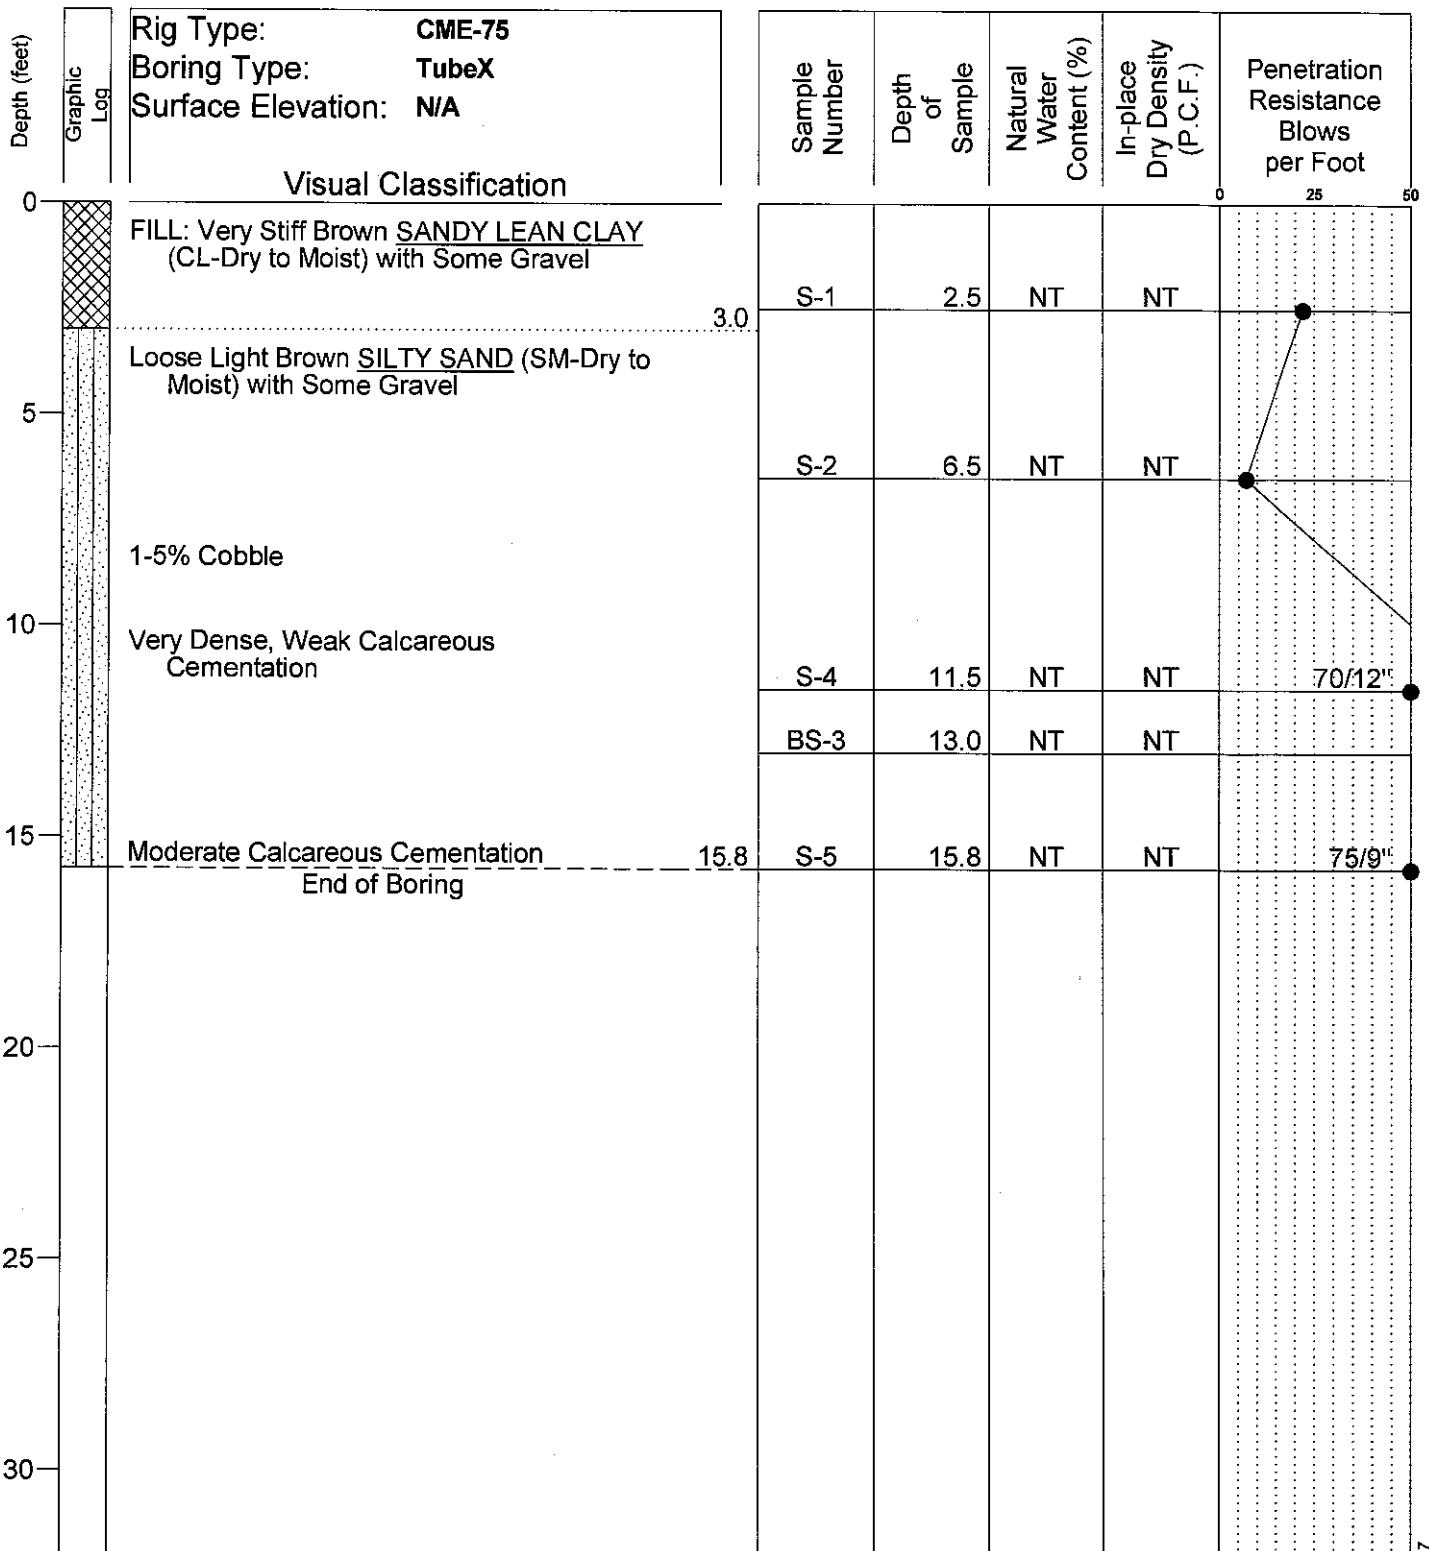 Depth (feet)
Graphic
Log
Rig Type: CME-75
Boring Type: TubeX
Surface Elevation: N/A
Visual Classification
Sample
Number
Depth
of
Sample
Natural
Water
Content (%)
In-place
Dry Density
(P.C.F.)
Penetration
Resistance
Blows
per Foot
0 25 50
0
FILL: Very Stiff Brown SANDY LEAN CLAY
(CL-Dry to Moist) with Some Gravel
S-1 2.5 NT NT
3.0
Loose Light Brown SILTY SAND (SM-Dry to
Moist) with Some Gravel
5
S-2 6.5 NT NT
1-5% Cobble
10
Very Dense, Weak Calcareous
Cementation
S-4 11.5 NT NT 70/12"
BS-3 13.0 NT NT
15
Moderate Calcareous Cementation 15.8 S-5 15.8 NT NT 75/9"
End of Boring
20
25
30
7